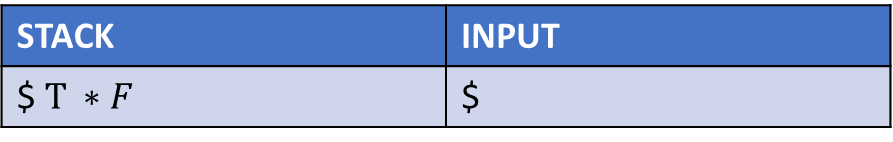 STACK INPUT
$ T * F $